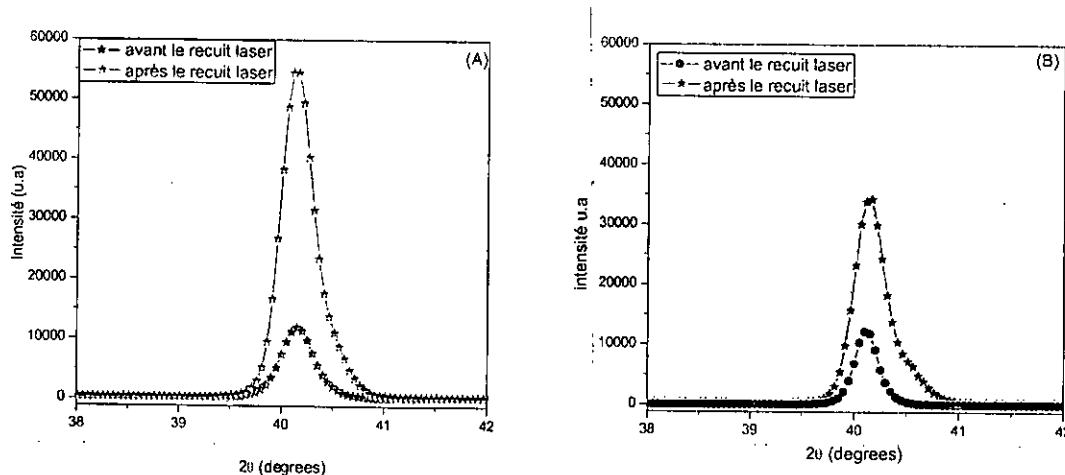 60000
50000
40000
30000
20000
10000
0
Intensité (u.a)
avant le recuit laser
après le recuit laser
(A)
38 39 40 41 42
2θ (degrees)
60000
50000
40000
30000
20000
10000
0
intensité u.a
avant le recuit laser
après le recuit laser
(B)
38 39 40 41 42
2θ (degrees)